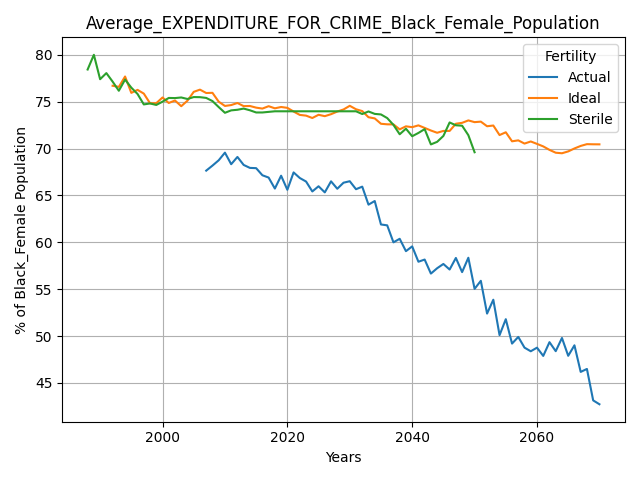 Average_EXPENDITURE_FOR_CRIME_Black_Female_Population
% of Black_Female Population
80
75
70
65
60
55
50
45
Fertility
Actual
Ideal
Sterile
2000
2020
2040
2060
Years